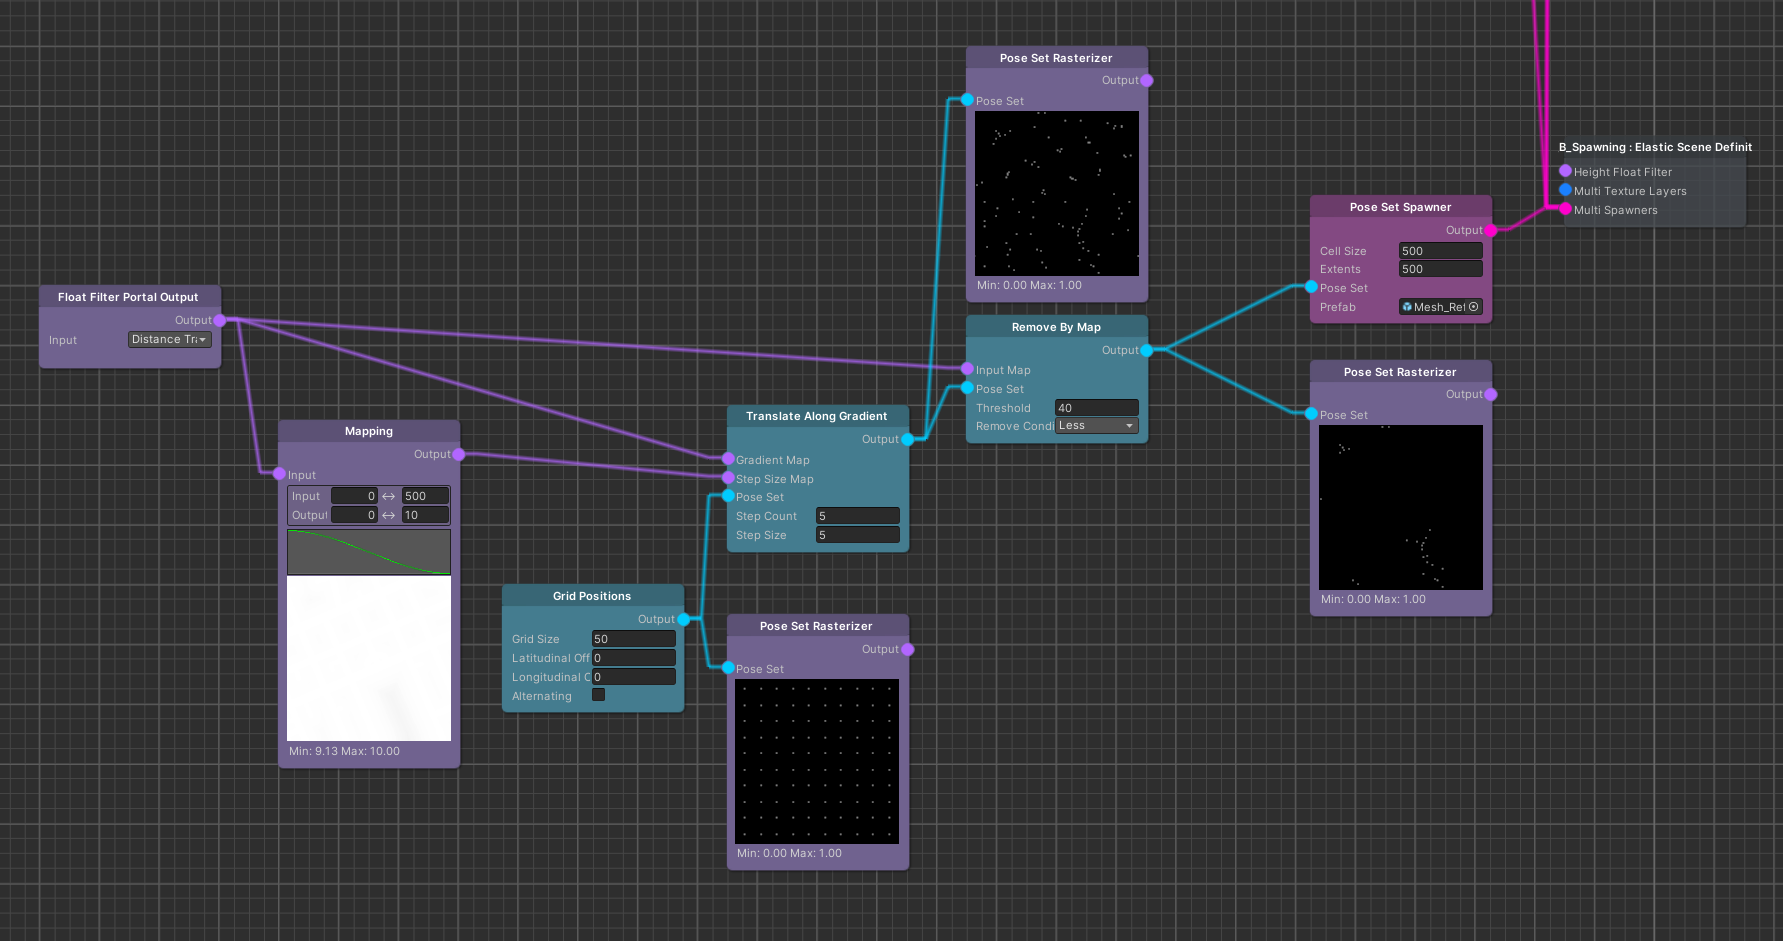 Float Filter Portal Output
Output
Input
Distance Tr
Mapping
Output
Input
Input 0 ↔ 500
Output 0 ↔ 10
Min: 9.13 Max: 10.00
Grid Positions
Output
Grid Size 50
Latitudinal Off 0
Longitudinal 0
Alternating
Translate Along Gradient
Output
Gradient Map
Step Size Map
Pose Set
Step Count 5
Step Size 5
Pose Set Rasterizer
Output
Pose Set
Min: 0.00 Max: 1.00
Pose Set Rasterizer
Output
Pose Set
Min: 0.00 Max: 1.00
Remove By Map
Output
Input Map
Pose Set
Threshold 40
Remove Condi Less
Pose Set Spawner
Output
Cell Size 500
Extents 500
Pose Set
Prefab Mesh_Re
Pose Set Rasterizer
Output
Pose Set
Min: 0.00 Max: 1.00
B_Spawning : Elastic Scene Definit
Height Float Filter
Multi Texture Layers
Multi Spawners